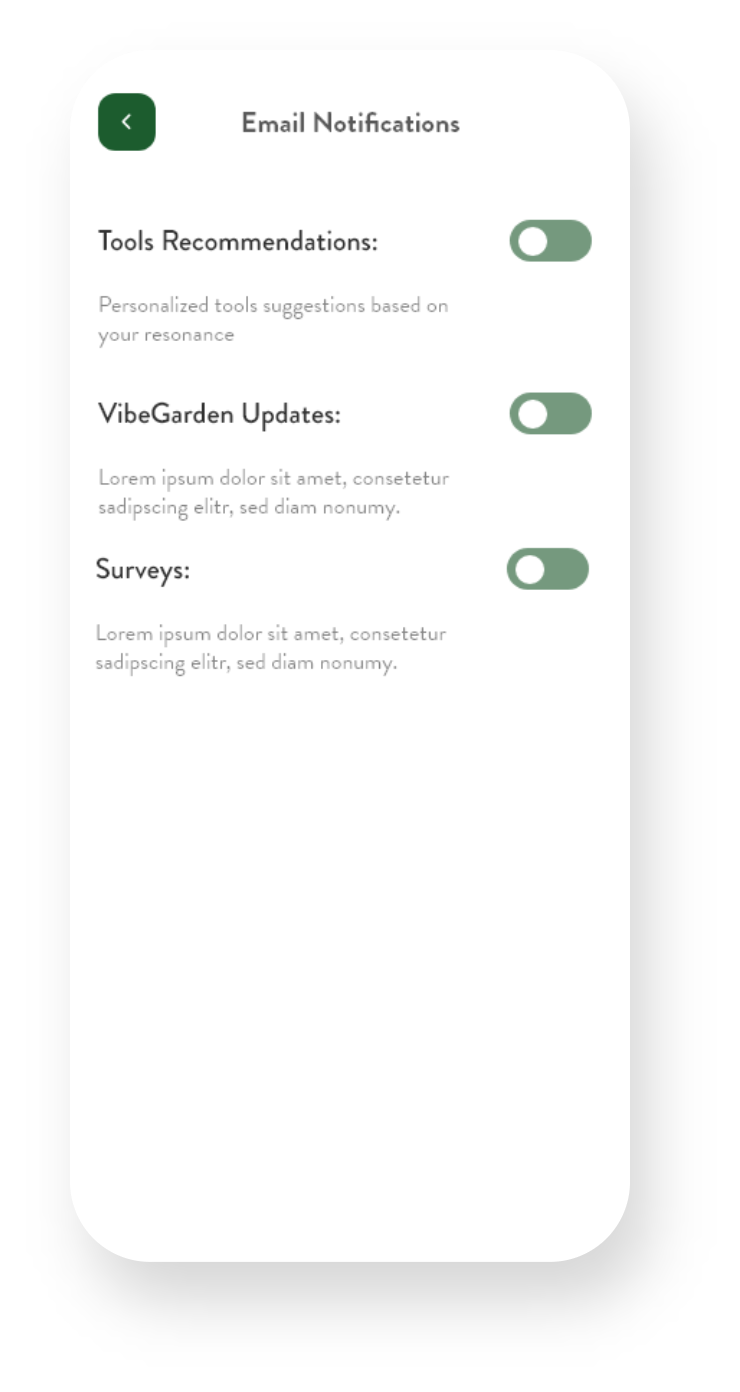 Email Notifications
Tools Recommendations:
Personalized tools suggestions based on
your resonance
VibeGarden Updates:
Lorem ipsum dolor sit amet, consetetur
sadipscing elitr, sed diam nonumy.
Surveys:
Lorem ipsum dolor sit amet, consetetur
sadipscing elitr, sed diam nonumy.